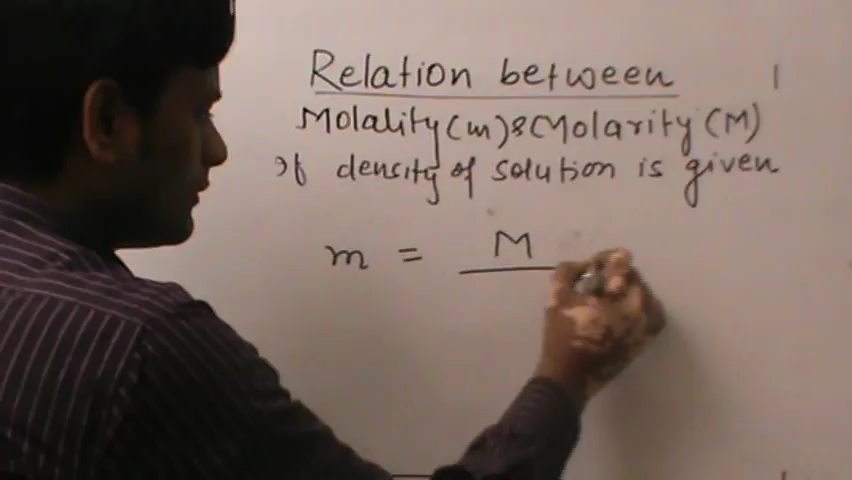 Relation between
Molality (m) & Molarity (M)
If density of solution is given
m = M